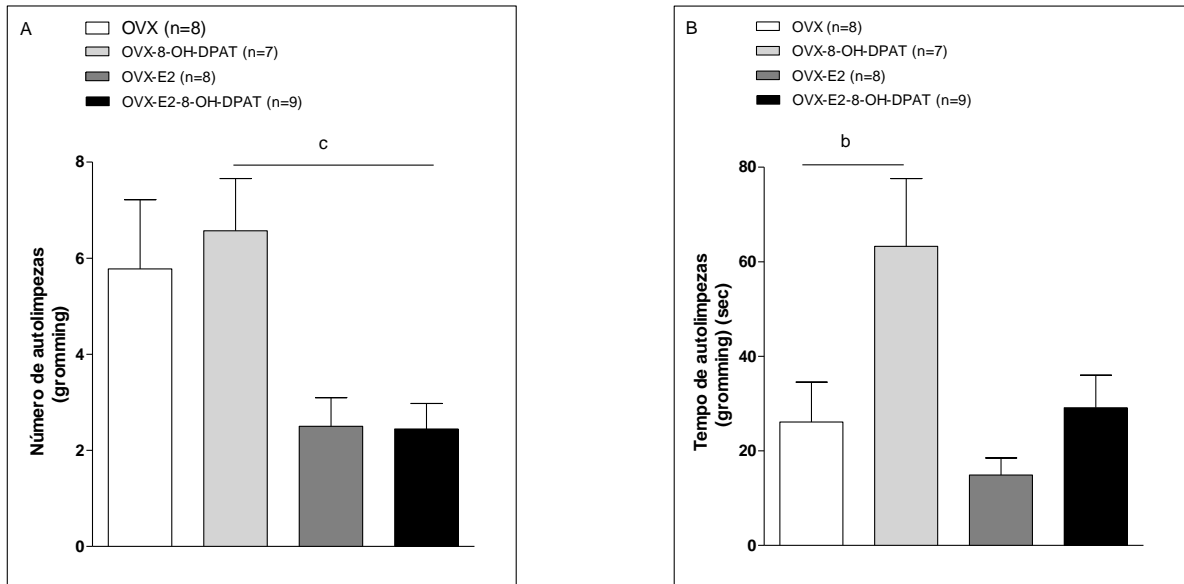 A
OVX (n=8)
OVX-8-OH-DPAT (n=7)
OVX-E2 (n=8)
OVX-E2-8-OH-DPAT (n=9)
c
8
6
4
2
0
Número de autolimpezas
(gromming)
B
OVX (n=8)
OVX-8-OH-DPAT (n=7)
OVX-E2 (n=8)
OVX-E2-8-OH-DPAT (n=9)
b
80
60
40
20
0
Tempo de autolimpezas
(gromming) (sec)